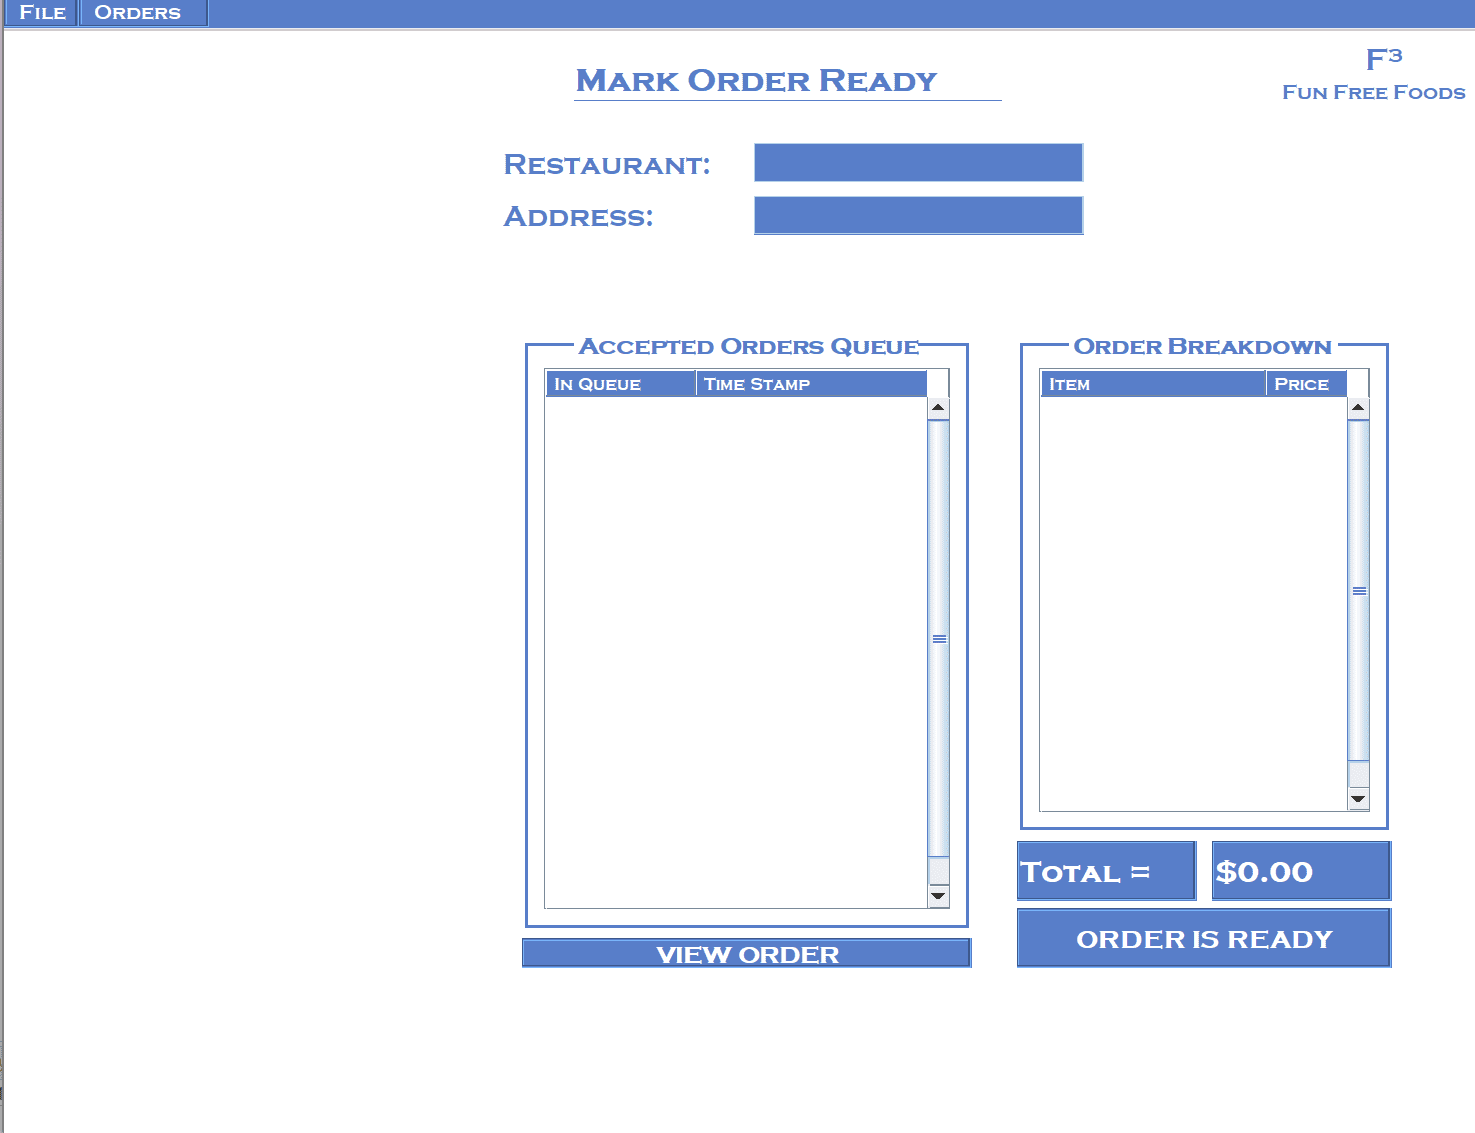 File Orders
F³
Mark Order Ready
Fun Free Foods
Restaurant:
Address:
Accepted Orders Queue
In Queue Time Stamp
Order Breakdown
Item Price
Total = $0.00
VIEW ORDER
ORDER IS READY